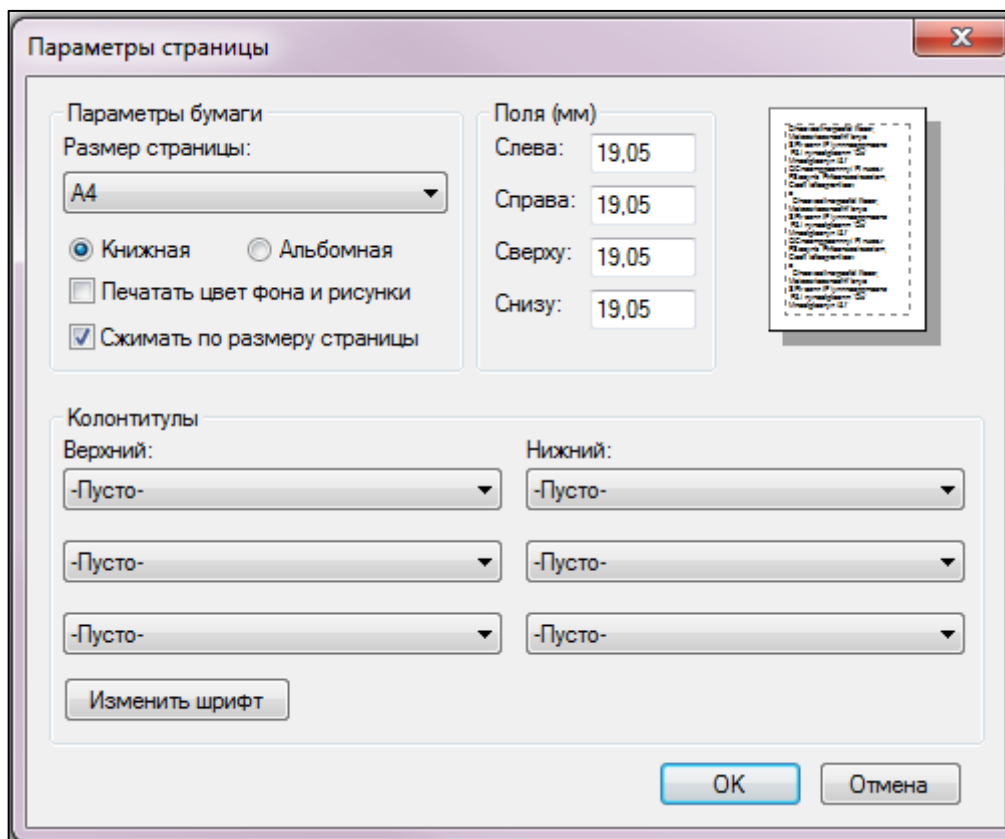 Параметры страницы
Параметры бумаги
Размер страницы:
A4
Книжная Альбомная
Печатать цвет фона и рисунки
Сжимать по размеру страницы
Поля (мм)
Слева: 19,05
Справа: 19,05
Сверху: 19,05
Снизу: 19,05
Колонтитулы
Верхний: Нижний:
-Пусто- -Пусто-
-Пусто- -Пусто-
-Пусто- -Пусто-
Изменить шрифт
OK Отмена